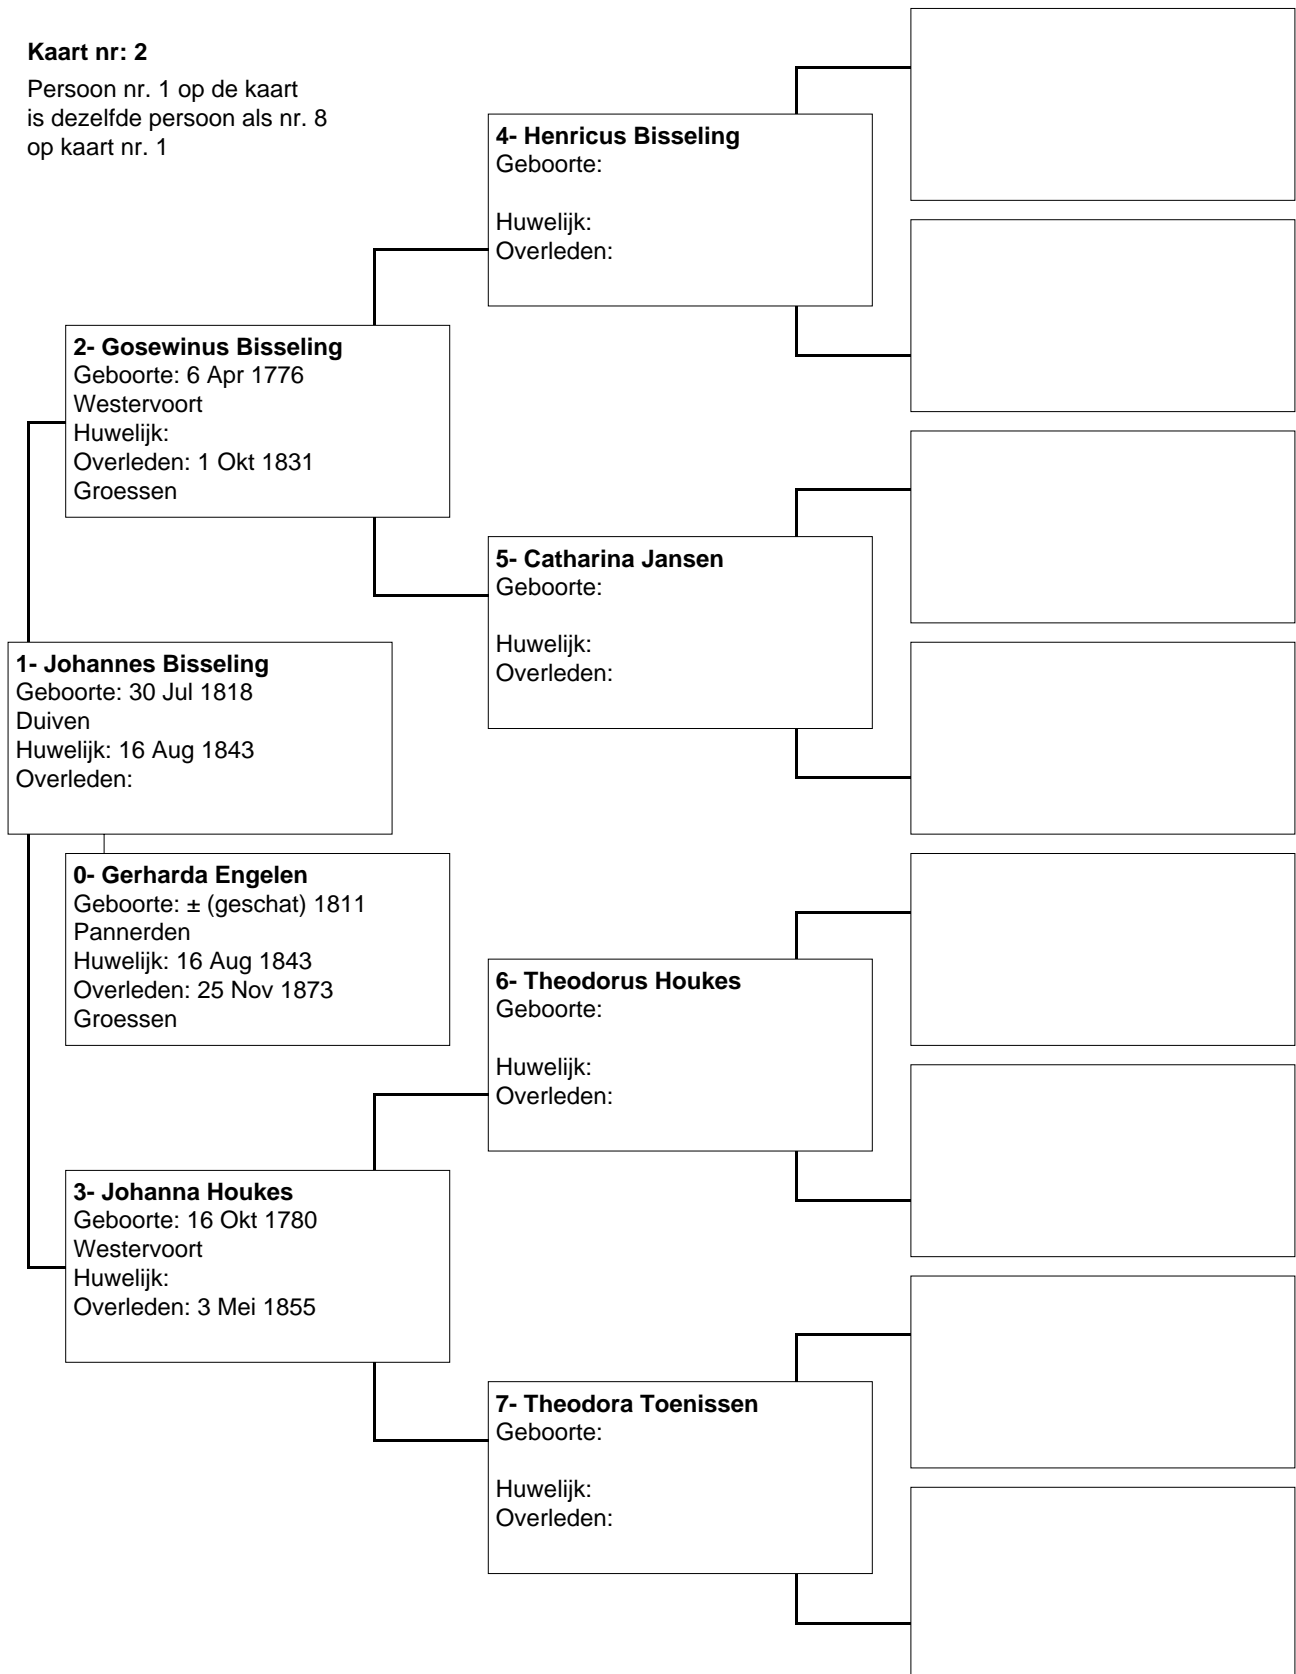 Kaart nr: 2
Persoon nr. 1 op de kaart
is dezelfde persoon als nr. 8
op kaart nr. 1
4- Henricus Bisseling
Geboorte:
Huwelijk:
Overleden:
2- Gosewinus Bisseling
Geboorte: 6 Apr 1776
Westervoort
Huwelijk:
Overleden: 1 Okt 1831
Groessen
5- Catharina Jansen
Geboorte:
Huwelijk:
Overleden:
1- Johannes Bisseling
Geboorte: 30 Jul 1818
Duiven
Huwelijk: 16 Aug 1843
Overleden:
0- Gerharda Engelen
Geboorte: ± (geschat) 1811
Pannerden
Huwelijk: 16 Aug 1843
Overleden: 25 Nov 1873
Groessen
6- Theodorus Houkes
Geboorte:
Huwelijk:
Overleden:
3- Johanna Houkes
Geboorte: 16 Okt 1780
Westervoort
Huwelijk:
Overleden: 3 Mei 1855
7- Theodora Toenissen
Geboorte:
Huwelijk:
Overleden: